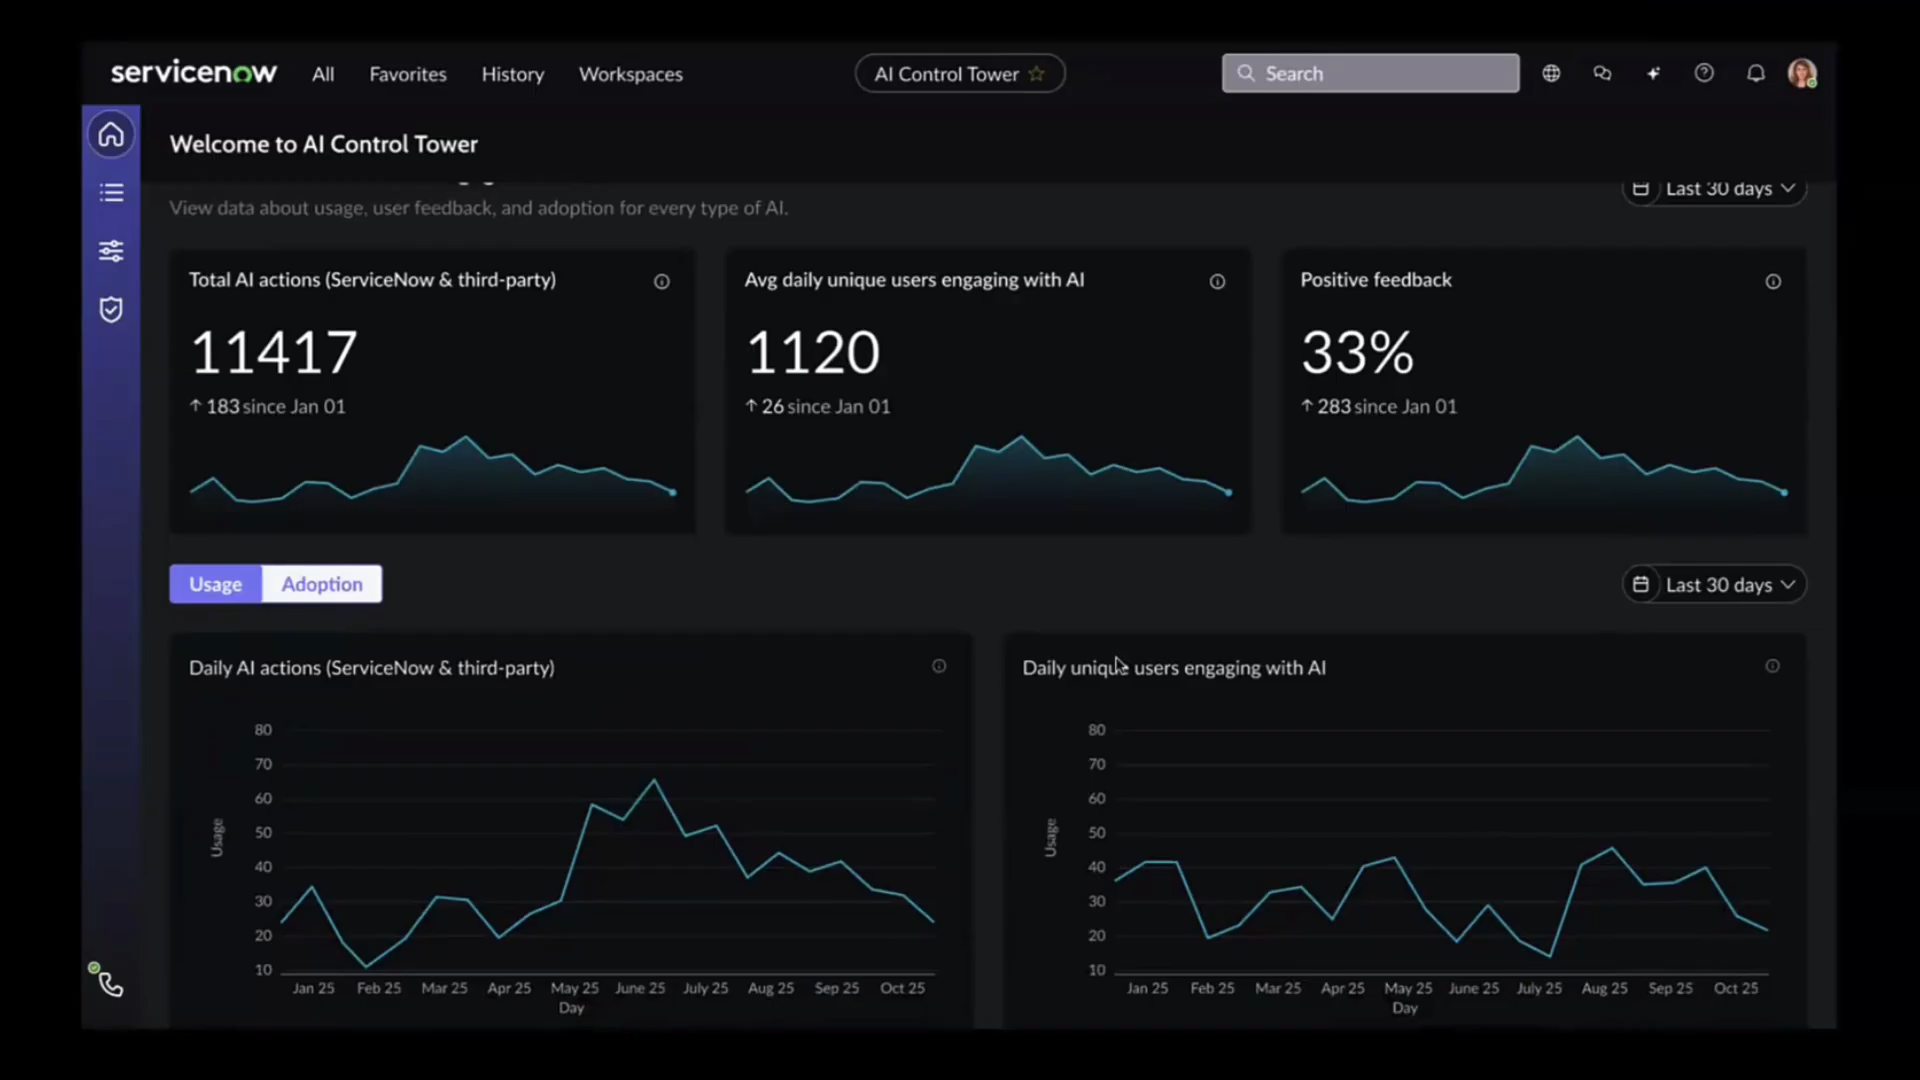 servicenow All Favorites History Workspaces AI Control Tower Search
Welcome to AI Control Tower
Last 30 days
View data about usage, user feedback, and adoption for every type of AI.
Total AI actions (ServiceNow & third-party)
11417
↑ 183 since Jan 01
Avg daily unique users engaging with AI
1120
↑ 26 since Jan 01
Positive feedback
33%
↑ 283 since Jan 01
Usage Adoption
Last 30 days
Daily AI actions (ServiceNow & third-party)
80
70
60
50
40
30
20
10
Usage
Jan 25 Feb 25 Mar 25 Apr 25 May 25 June 25 July 25 Aug 25 Sep 25 Oct 25
Day
Daily unique users engaging with AI
80
70
60
50
40
30
20
10
Usage
Jan 25 Feb 25 Mar 25 Apr 25 May 25 June 25 July 25 Aug 25 Sep 25 Oct 25
Day